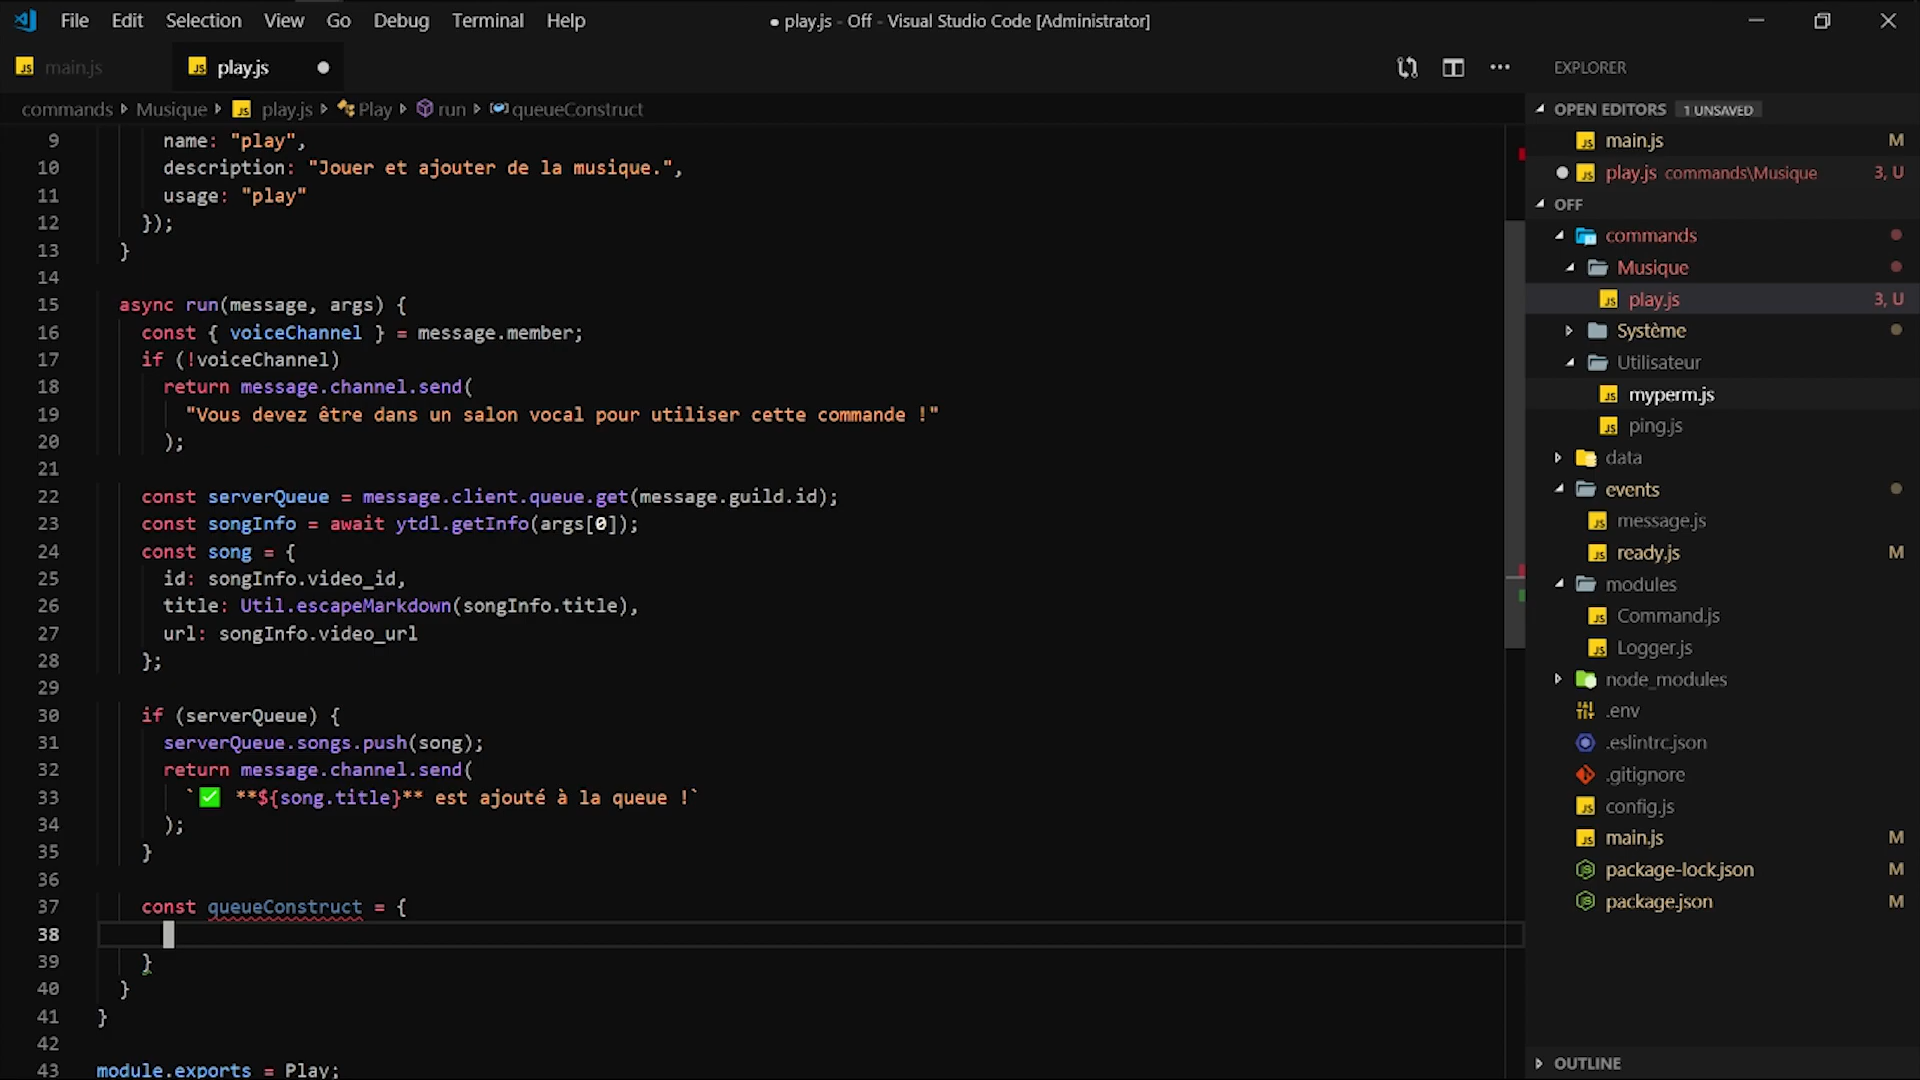 File Edit Selection View Go Debug Terminal Help
● play.js - Off - Visual Studio Code [Administrator]
main.js
play.js
commands Musique play.js Play run queueConstruct
9 name: "play",
10 description: "Jouer et ajouter de la musique.",
11 usage: "play"
12 });
13 }
14
15 async run(message, args) {
16 const { voiceChannel } = message.member;
17 if (!voiceChannel)
18 return message.channel.send(
19 "Vous devez être dans un salon vocal pour utiliser cette commande !"
20 );
21
22 const serverQueue = message.client.queue.get(message.guild.id);
23 const songInfo = await ytdl.getInfo(args[0]);
24 const song = {
25 id: songInfo.video_id,
26 title: Util.escapeMarkdown(songInfo.title),
27 url: songInfo.video_url
28 };
29
30 if (serverQueue) {
31 serverQueue.songs.push(song);
32 return message.channel.send(
33 `✅ **${song.title}** est ajouté à la queue !`
34 );
35 }
36
37 const queueConstruct = {
38
39 }
40 }
41 }
42
43 module.exports = Play;
EXPLORER
OPEN EDITORS 1 UNSAVED
main.js M
play.js commands\Musique 3, U
OFF
commands
Musique
play.js 3, U
Système
Utilisateur
myperm.js
ping.js
data
events
message.js
ready.js M
modules
Command.js
Logger.js
node_modules
.env
.eslintrc.json
.gitignore
config.js
main.js M
package-lock.json M
package.json M
OUTLINE